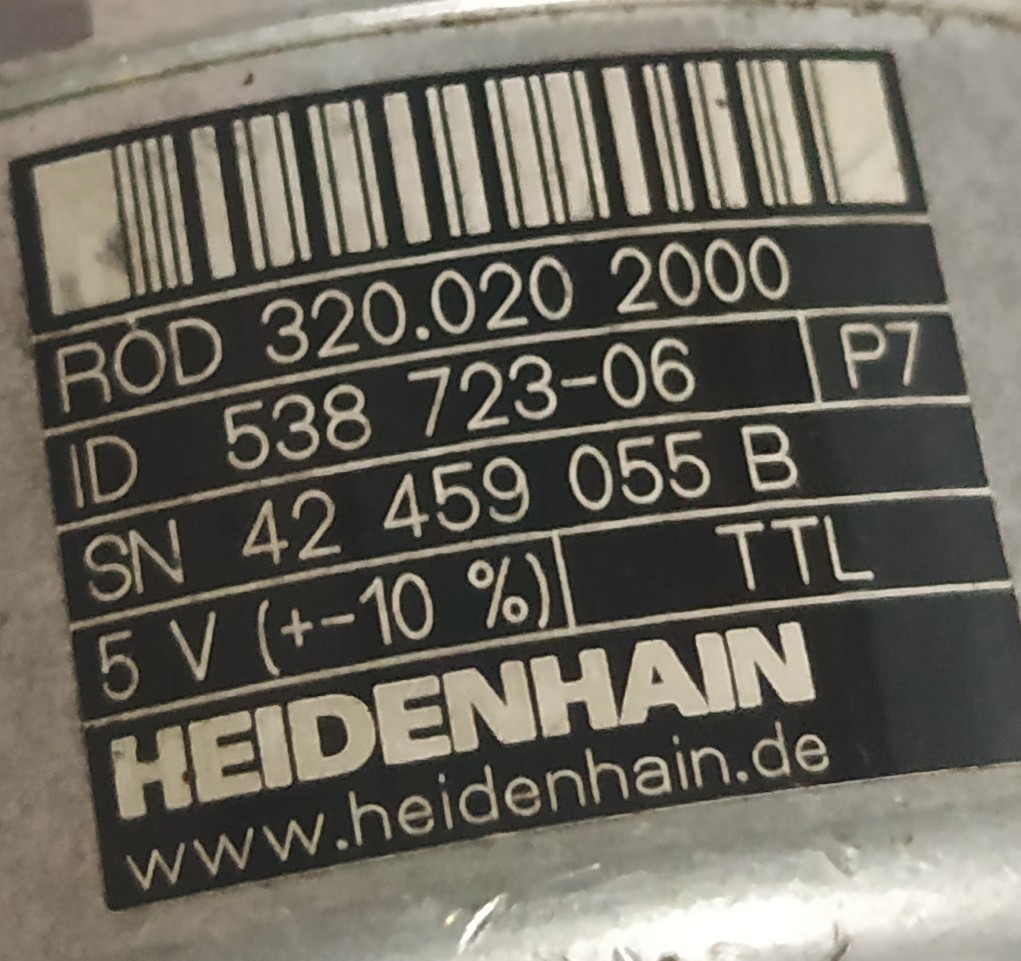 ROD 320.020 2000
ID 538 723-06 P7
SN 42 459 055 B
5 V (+-10 %) TTL
HEIDENHAIN
www.heidenhain.de